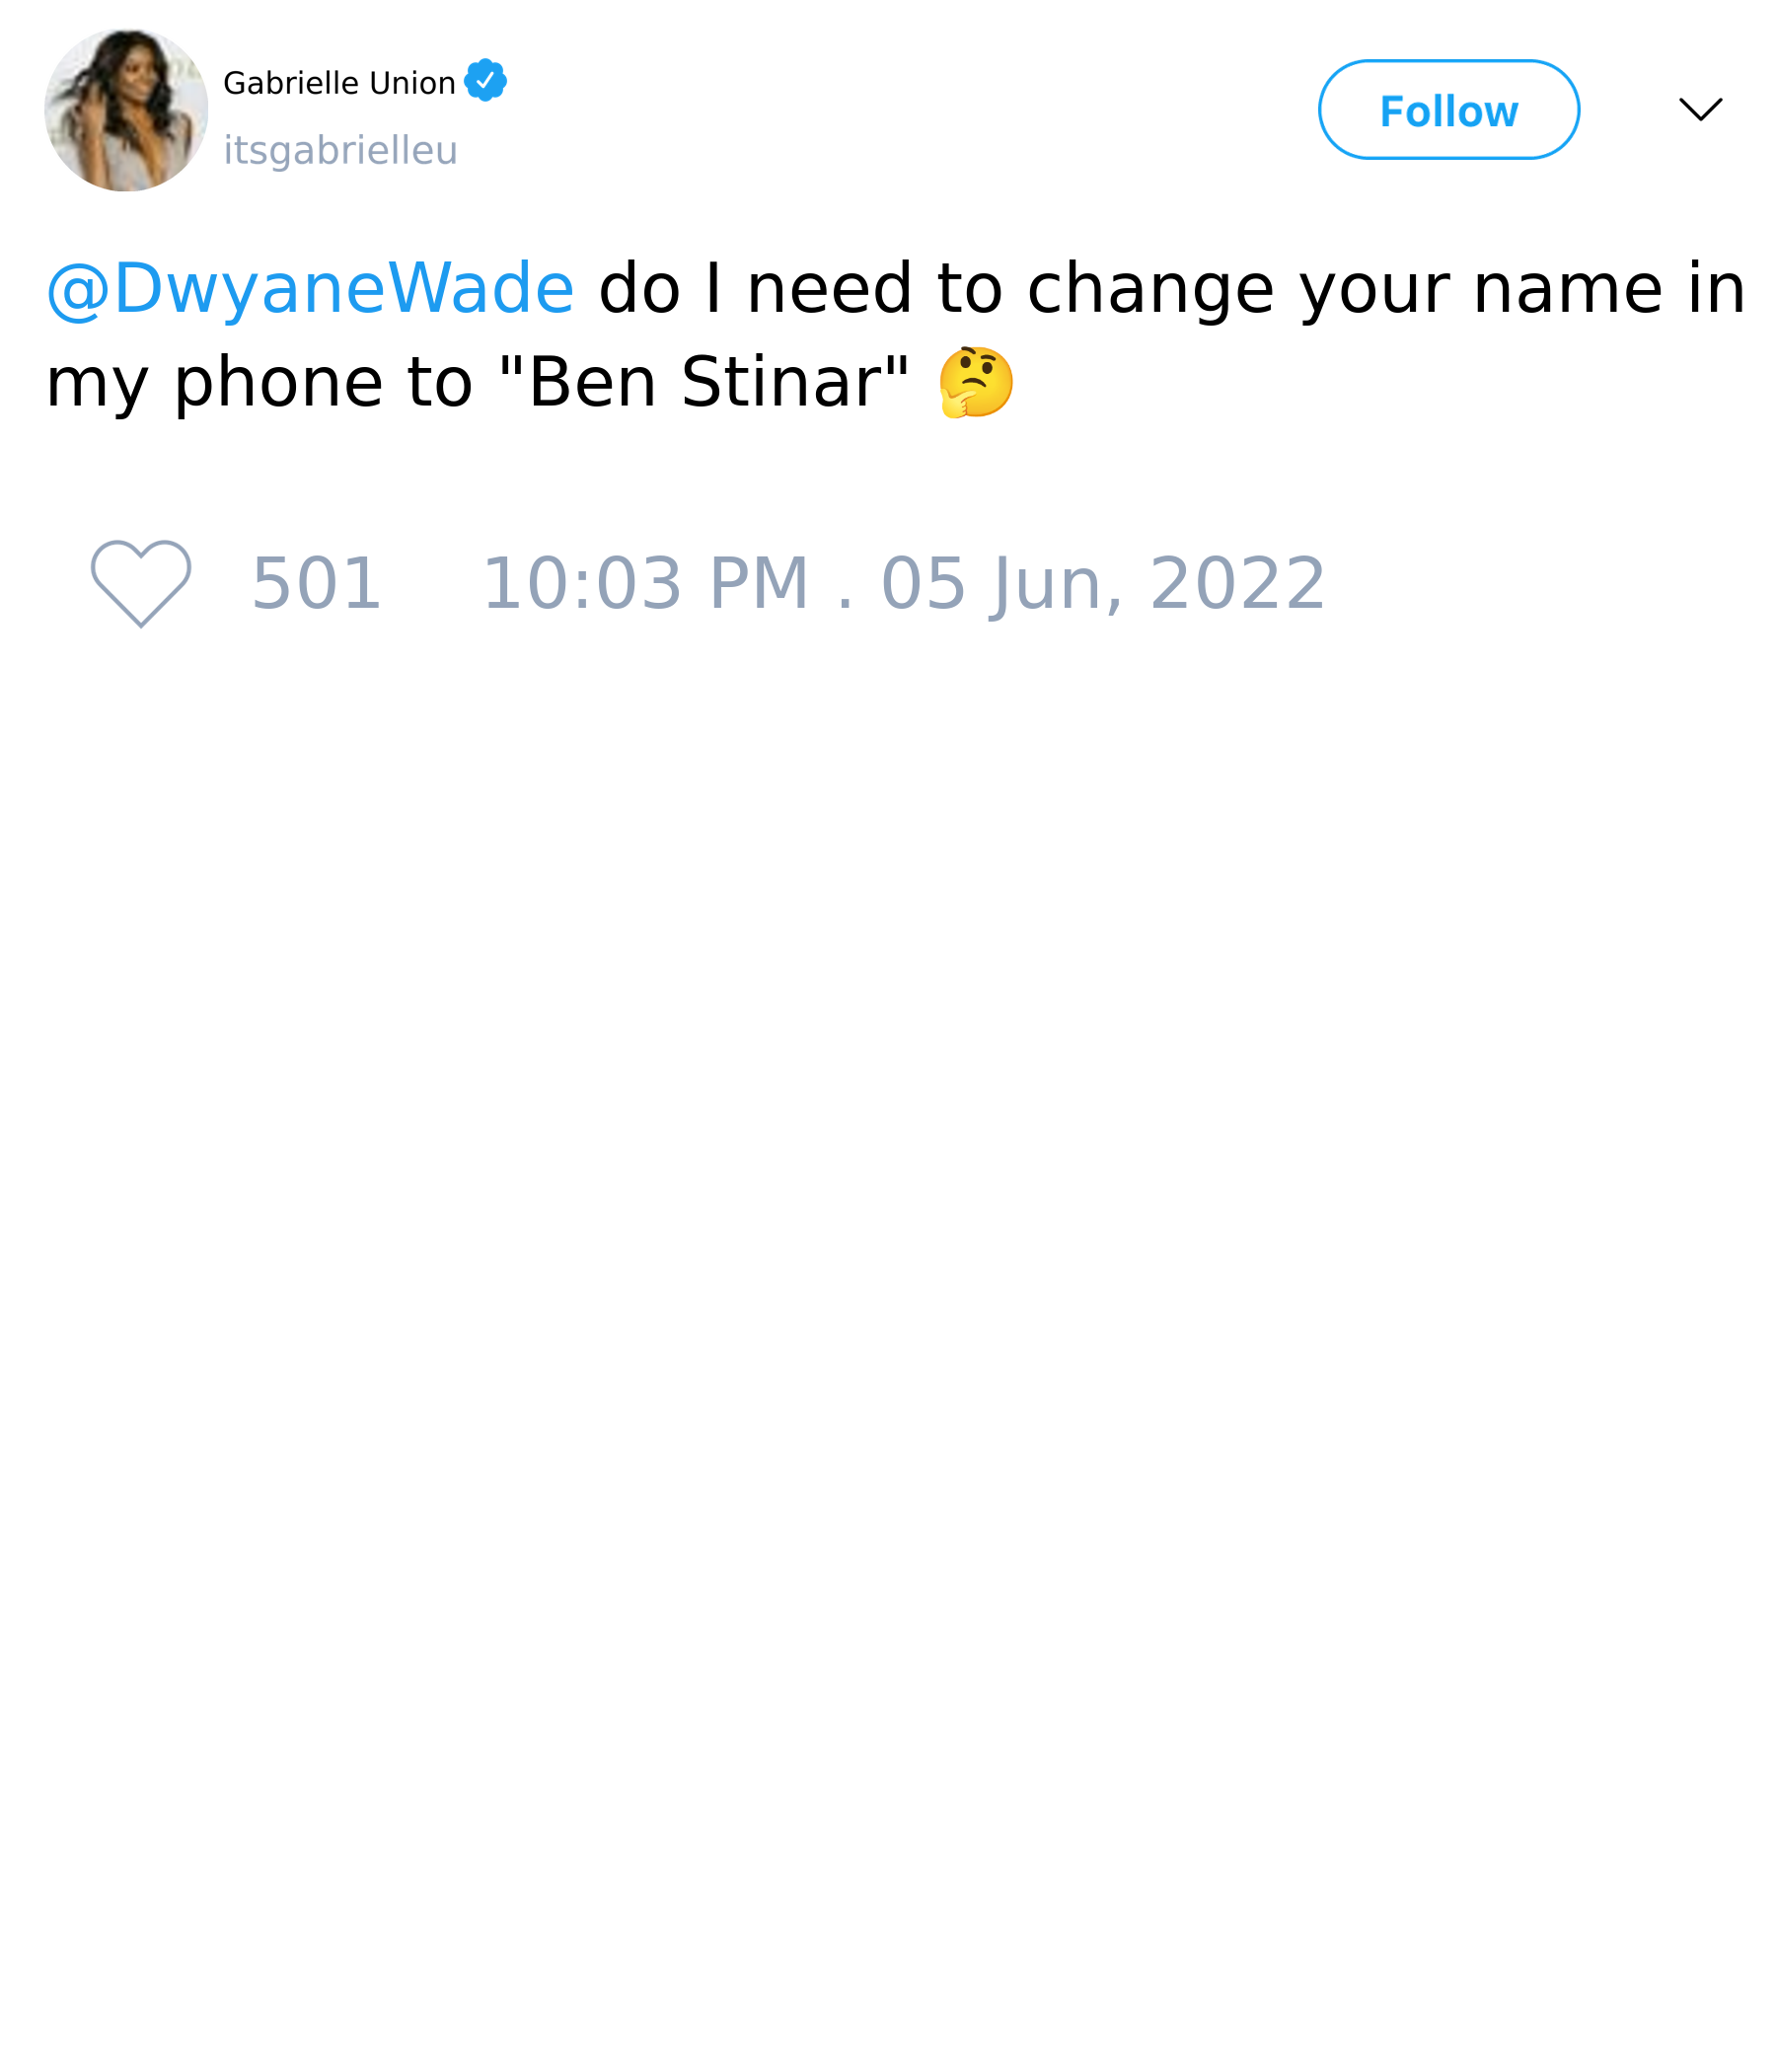 Gabrielle Union
itsgabrielleu
Follow
@DwyaneWade do I need to change your name in
my phone to "Ben Stinar" 🤔
501 10:03 PM . 05 Jun, 2022